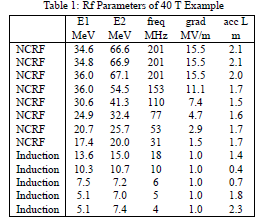 Table 1: Rf Parameters of 40 T Example
E1 E2 freq grad acc L
MeV MeV MHz MV/m m
NCRF 34.6 66.6 201 15.5 2.1
NCRF 34.8 66.9 201 15.5 2.1
NCRF 36.0 67.1 201 15.5 2.0
NCRF 36.0 54.5 153 11.1 1.7
NCRF 30.6 41.3 110 7.4 1.5
NCRF 24.9 32.4 77 4.7 1.6
NCRF 20.7 25.7 53 2.9 1.7
NCRF 17.4 20.0 31 1.5 1.7
Induction 13.6 15.0 18 1.0 1.4
Induction 10.3 10.7 10 1.0 0.4
Induction 7.5 7.2 6 1.0 0.7
Induction 5.1 7.0 5 1.0 1.8
Induction 5.1 7.4 4 1.0 2.3